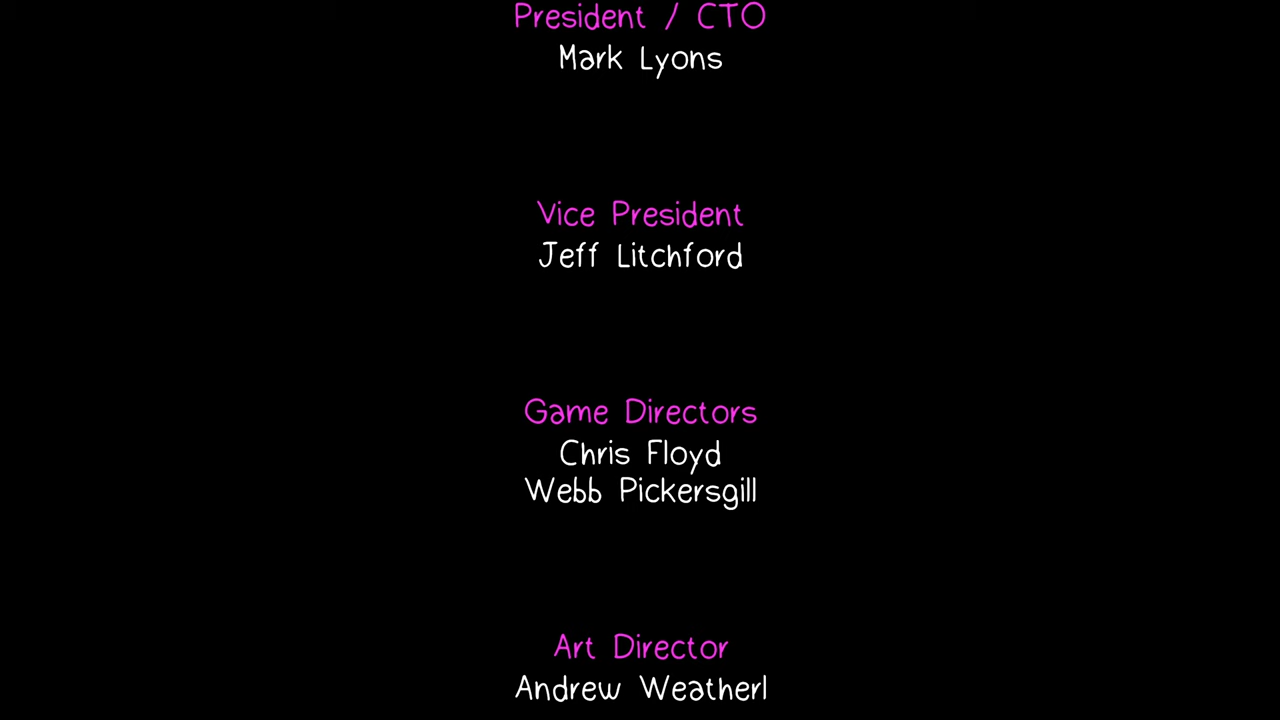 President / CTO
Mark Lyons
Vice President
Jeff Litchford
Game Directors
Chris Floyd
Webb Pickersgill
Art Director
Andrew Weatherl